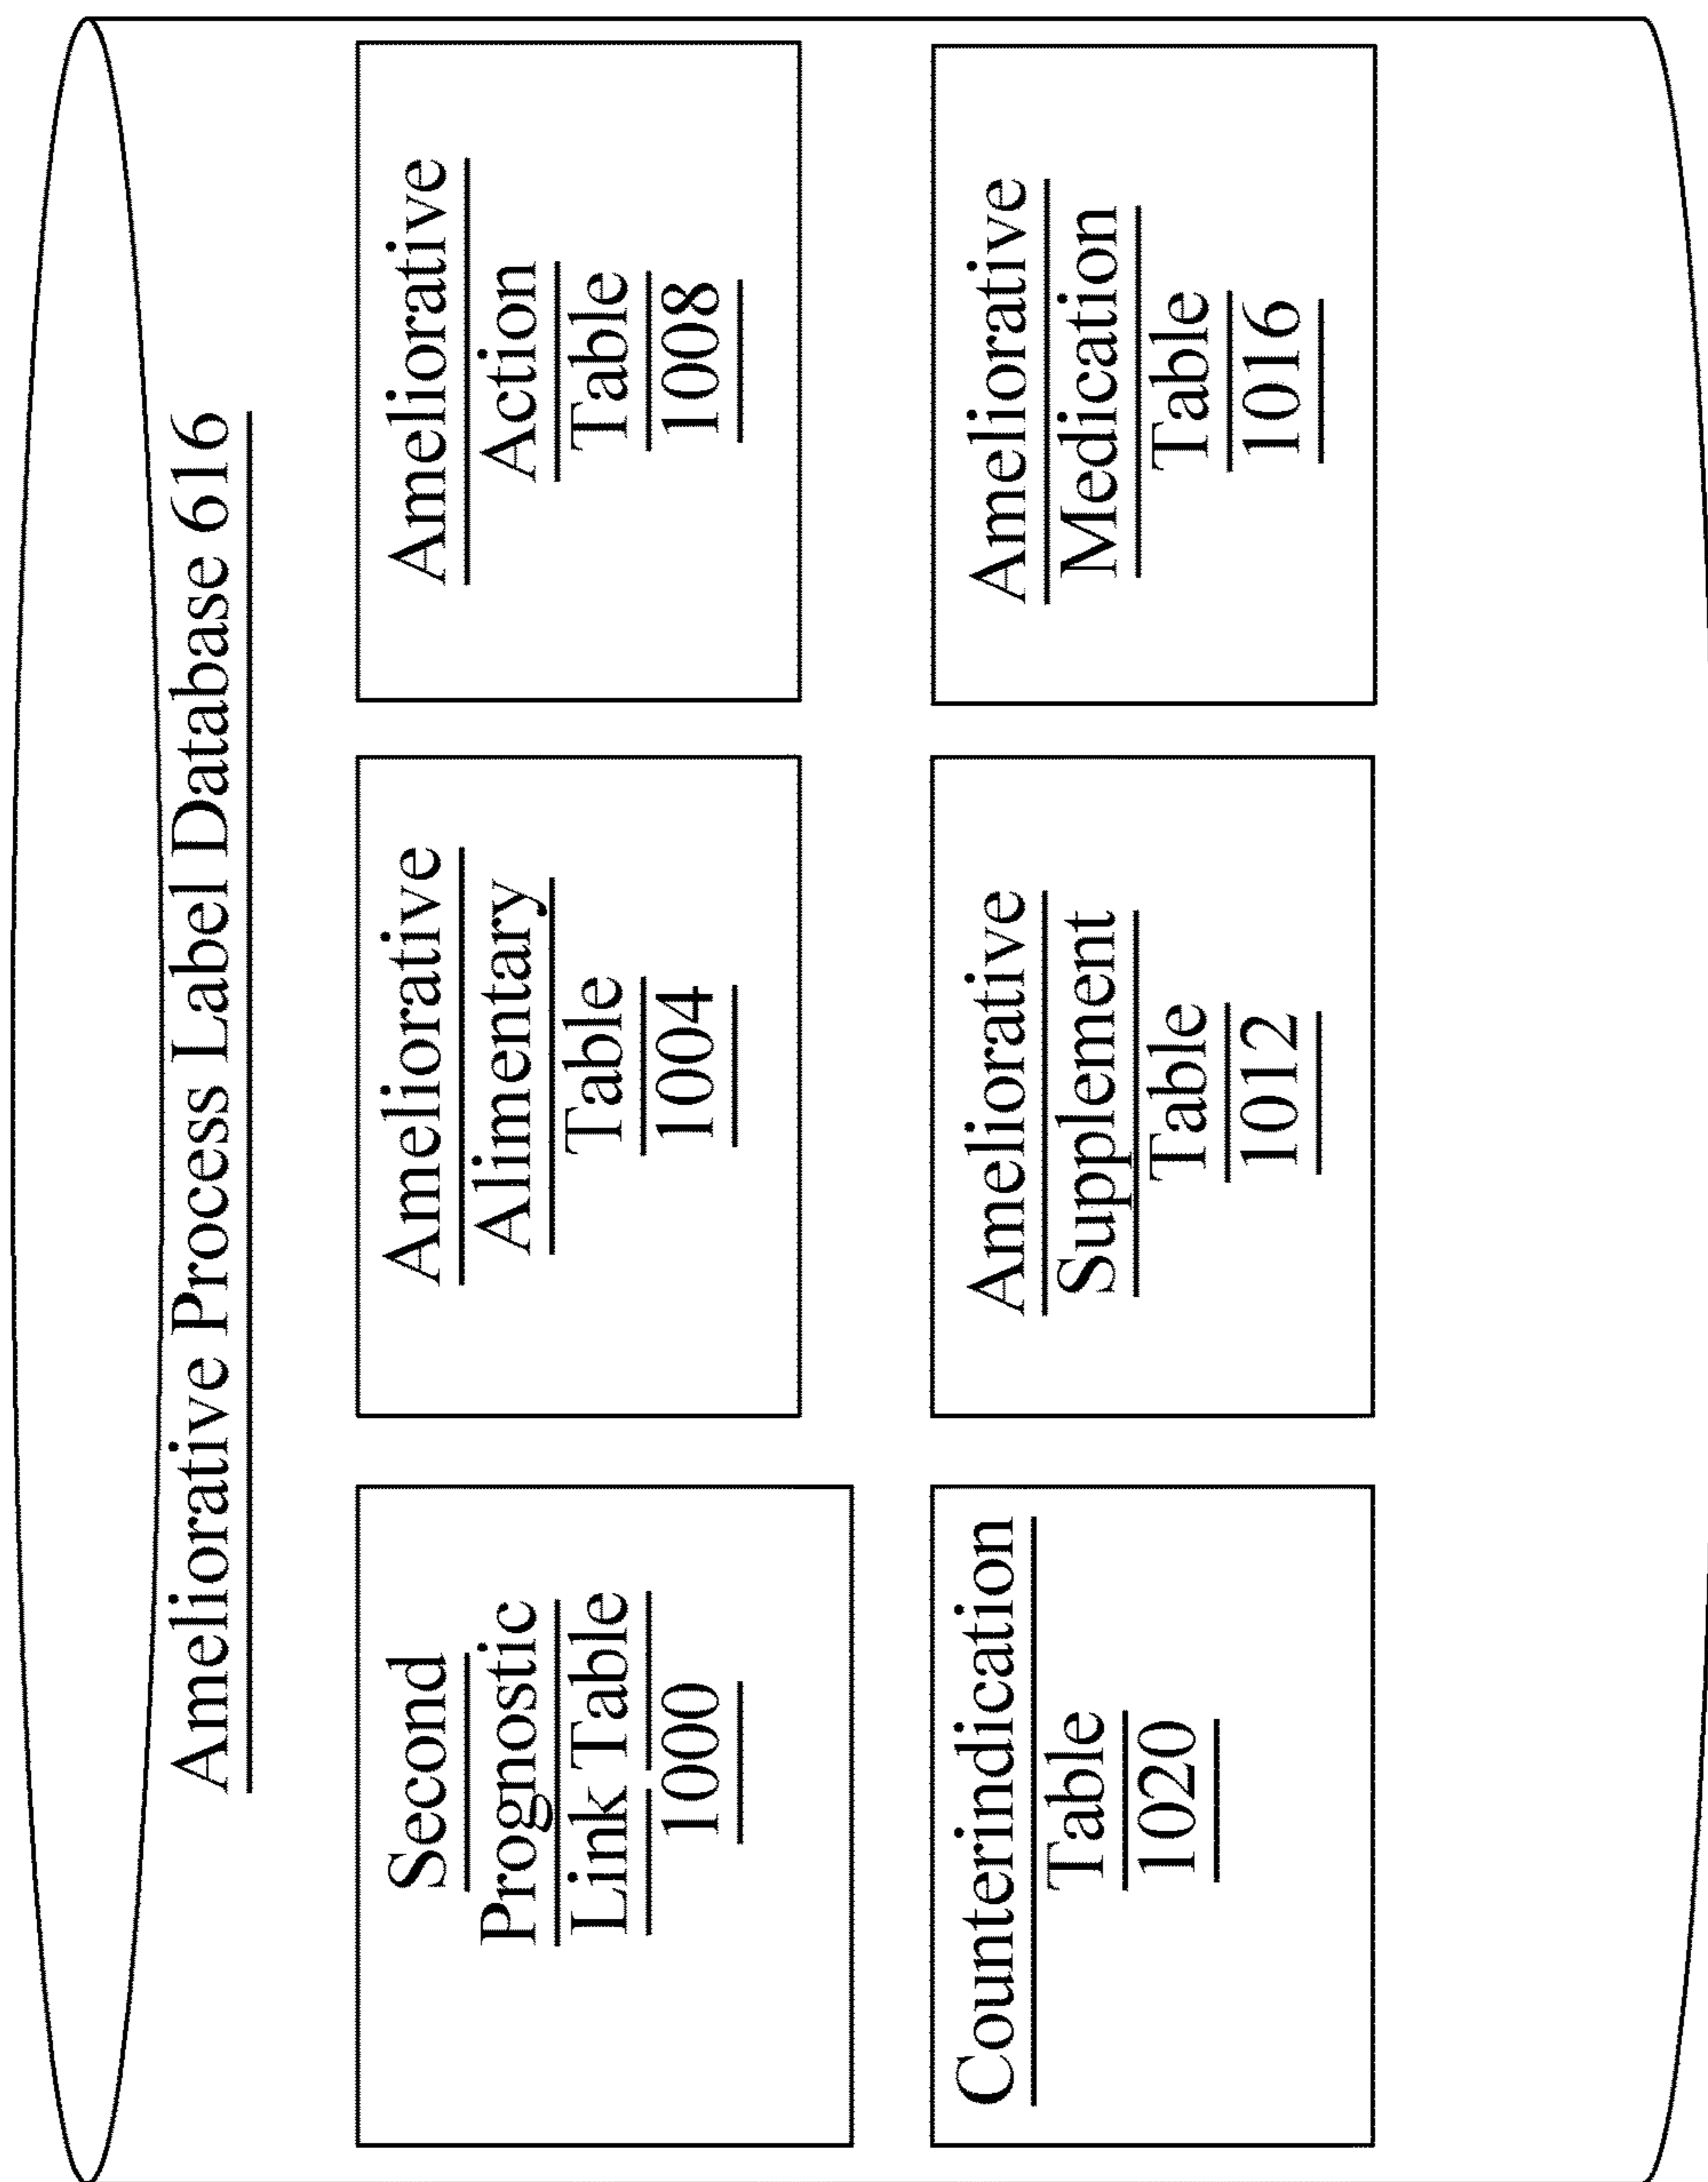 Ameliorative Process Label Database 616
Second
Prognostic
Link Table
1000
Ameliorative
Alimentary
Table
1004
Ameliorative
Action
Table
1008
Counterindication
Table
1020
Ameliorative
Supplement
Table
1012
Ameliorative
Medication
Table
1016